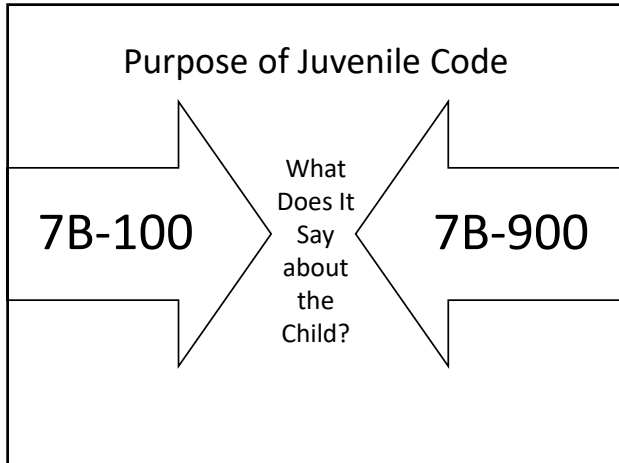 Purpose of Juvenile Code
7B-100
What
Does It
Say
about
the
Child?
7B-900